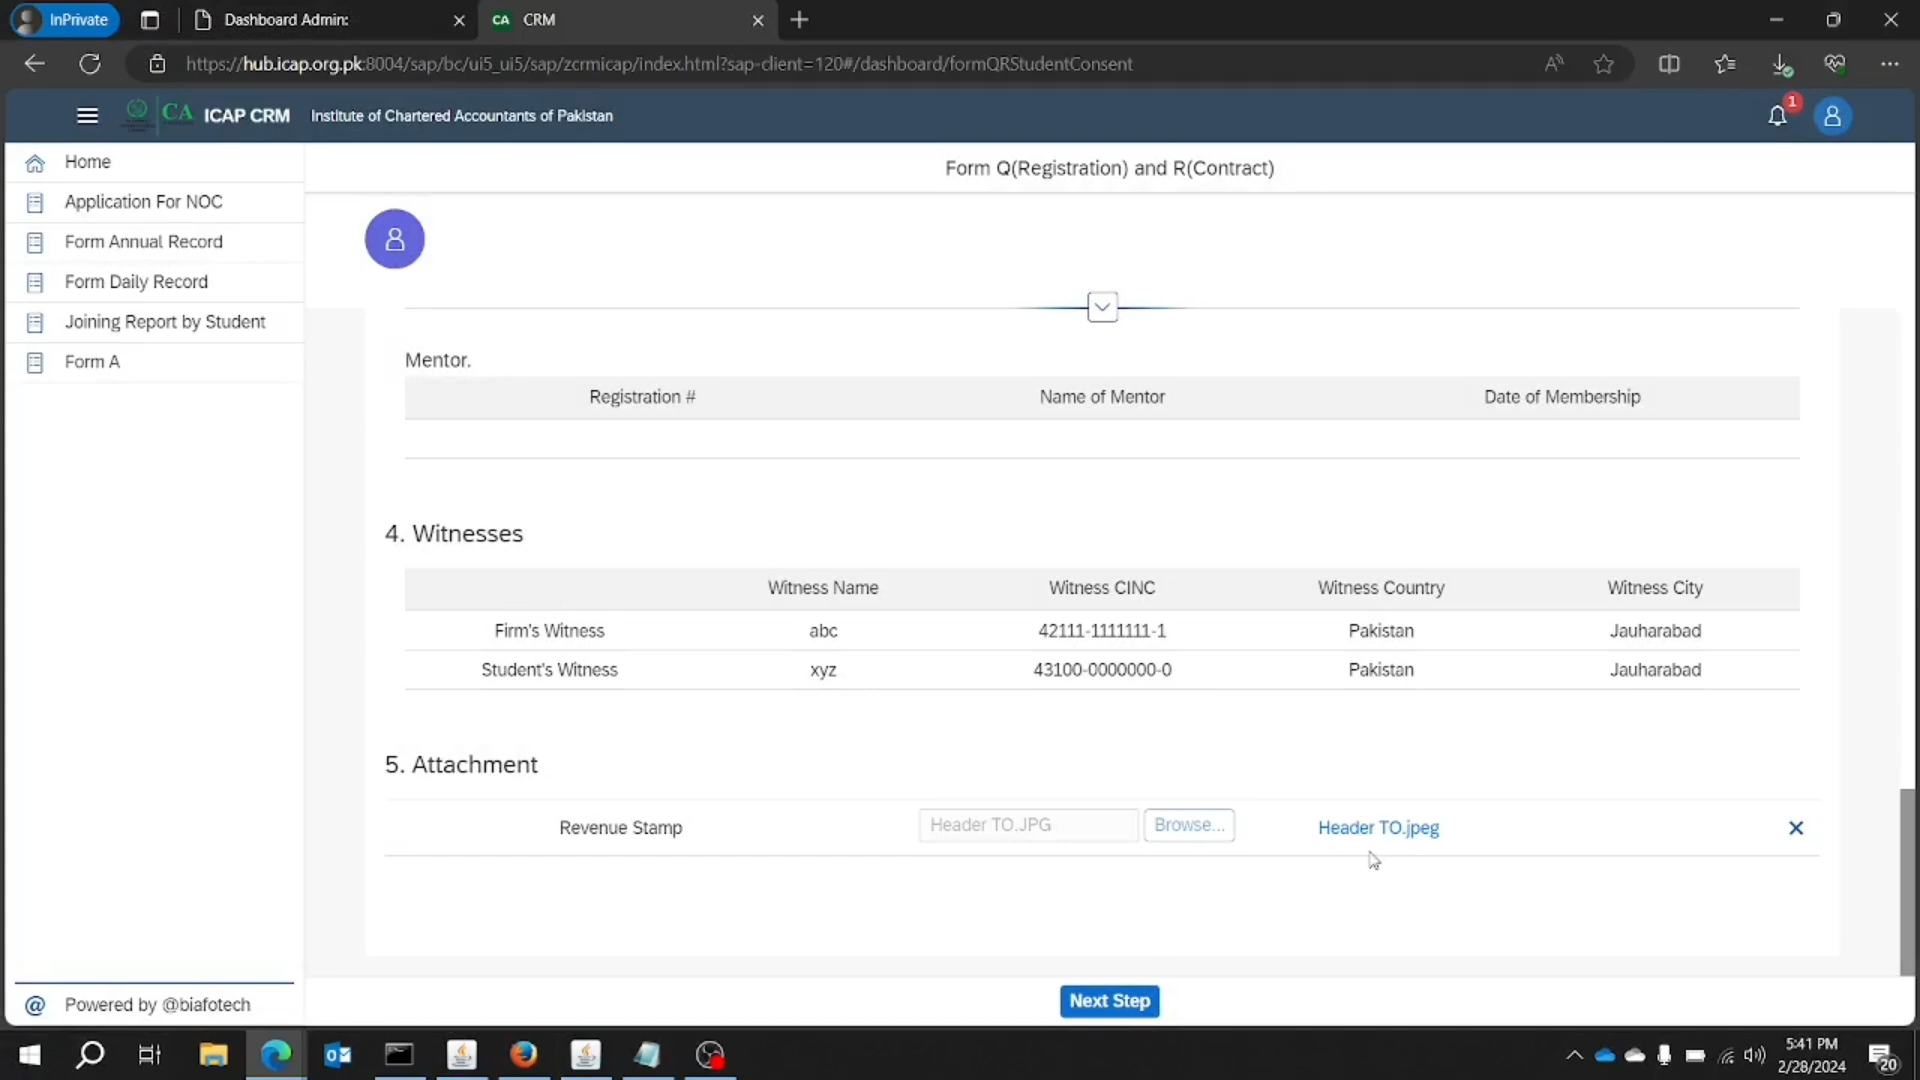 InPrivate
Dashboard Admin:
CA CRM
https://hub.icap.org.pk:8004/sap/bc/ui5_ui5/sap/zcrmicap/index.html?sap-client=120#/dashboard/formQRStudentConsent
CA ICAP CRM Institute of Chartered Accountants of Pakistan
1
Home
Application For NOC
Form Annual Record
Form Daily Record
Joining Report by Student
Form A
Form Q(Registration) and R(Contract)
Mentor.
Registration # Name of Mentor Date of Membership
4. Witnesses
Witness Name Witness CINC Witness Country Witness City
Firm's Witness abc 42111-1111111-1 Pakistan Jauharabad
Student's Witness xyz 43100-0000000-0 Pakistan Jauharabad
5. Attachment
Revenue Stamp Header TO.JPG Browse... Header TO.jpeg
@ Powered by @biafotech
Next Step
5:41 PM
2/28/2024
20